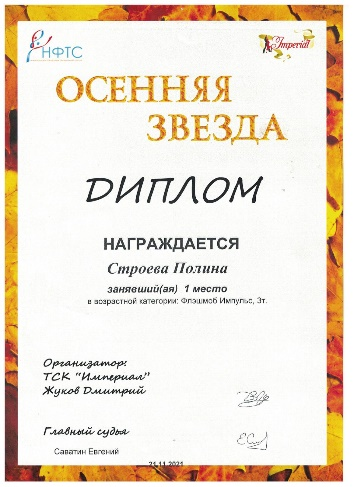 НФТС
Imperial
ОСЕННЯЯ
ЗВЕЗДА
ДИПЛОМ
НАГРАЖДАЕТСЯ
Строева Полина
занявший(ая) 1 место
в возрастной категории: Флэшмоб Импульс, 3т.
Организатор:
ТСК "Империал"
Жуков Дмитрий
Главный судья
Саватин Евгений
21.11.2021